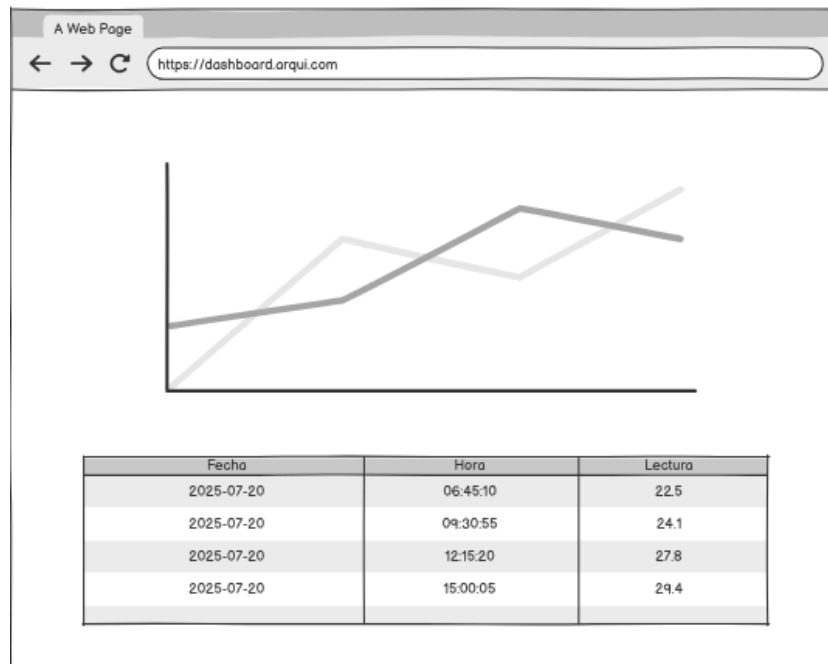 A Web Page
https://dashboard.arqui.com
Fecha Hora Lectura
2025-07-20 06:45:10 22.5
2025-07-20 09:30:55 24.1
2025-07-20 12:15:20 27.8
2025-07-20 15:00:05 29.4